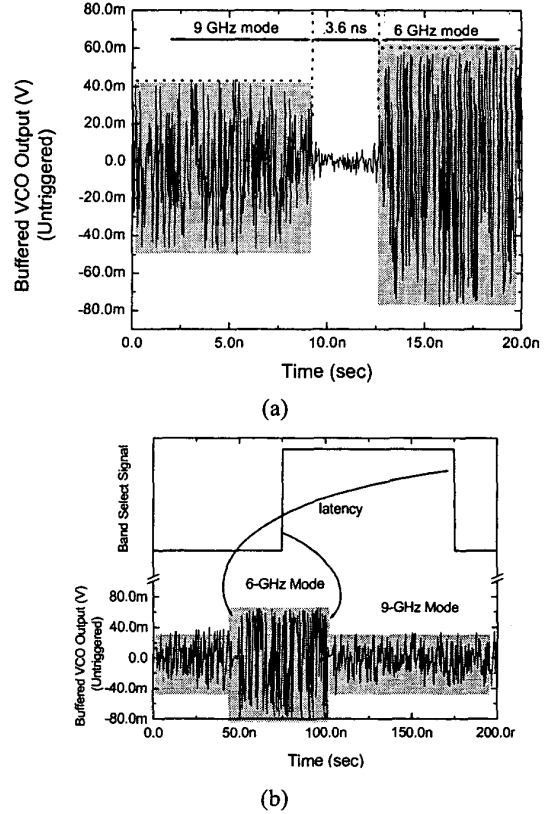 80.0m
9 GHz mode
3.6 ns
6 GHz mode
60.0m
40.0m
20.0m
0.0
-20.0m
-40.0m
-60.0m
-80.0m
Buffered VCO Output (V)
(Untriggered)
0.0
5.0n
10.0n
15.0n
20.0n
Time (sec)
(a)
Band Select Signal
latency
6-GHz Mode
9-GHz Mode
80.0m
40.0m
0.0
-40.0m
-80.0m
Buffered VCO Output (V)
(Untriggered)
0.0
50.0n
100.0n
150.0n
200.0r
Time (sec)
(b)